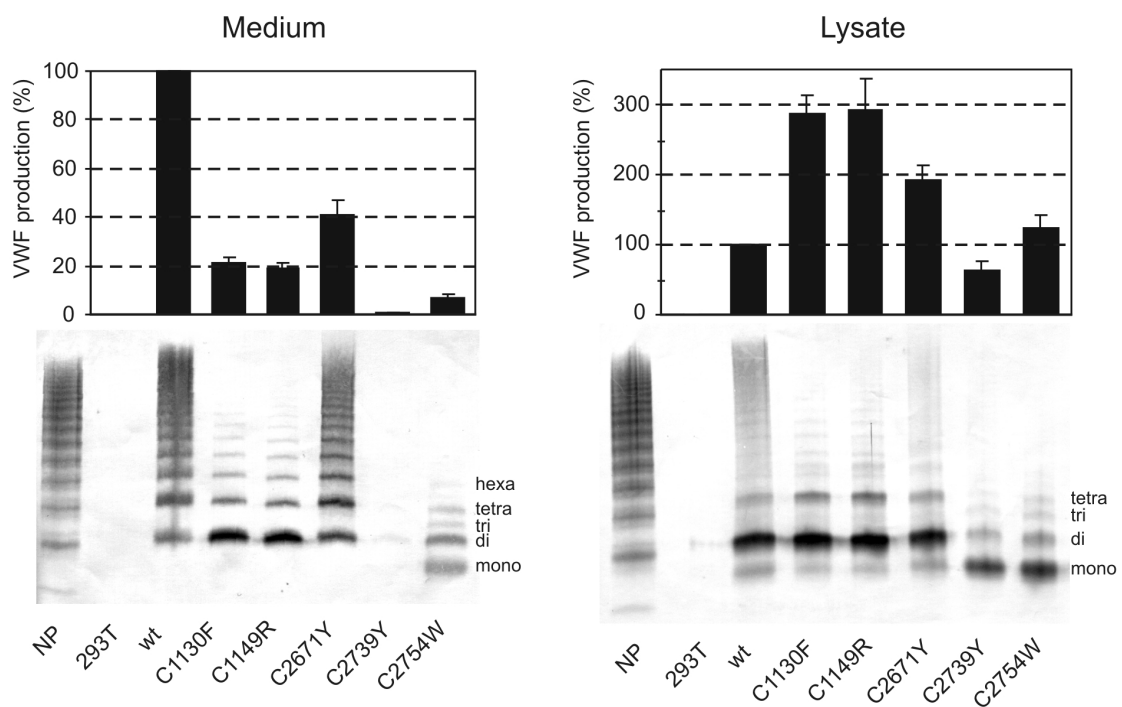 Medium
VWF production (%)
100
80
60
40
20
0
hexa
tetra
tri
di
mono
NP
293T
wt
C1130F
C1149R
C2671Y
C2739Y
C2754W
Lysate
VWF production (%)
300
200
100
0
tetra
tri
di
mono
NP
293T
wt
C1130F
C1149R
C2671Y
C2739Y
C2754W